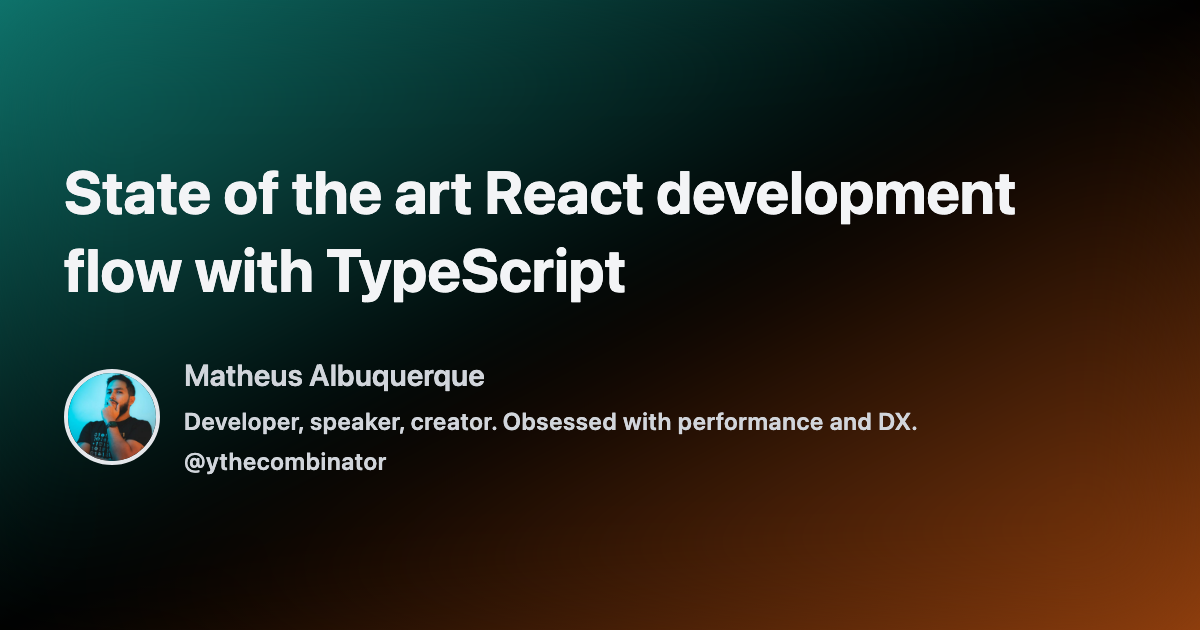 State of the art React development
flow with TypeScript
Matheus Albuquerque
Developer, speaker, creator. Obsessed with performance and DX.
@ythecombinator